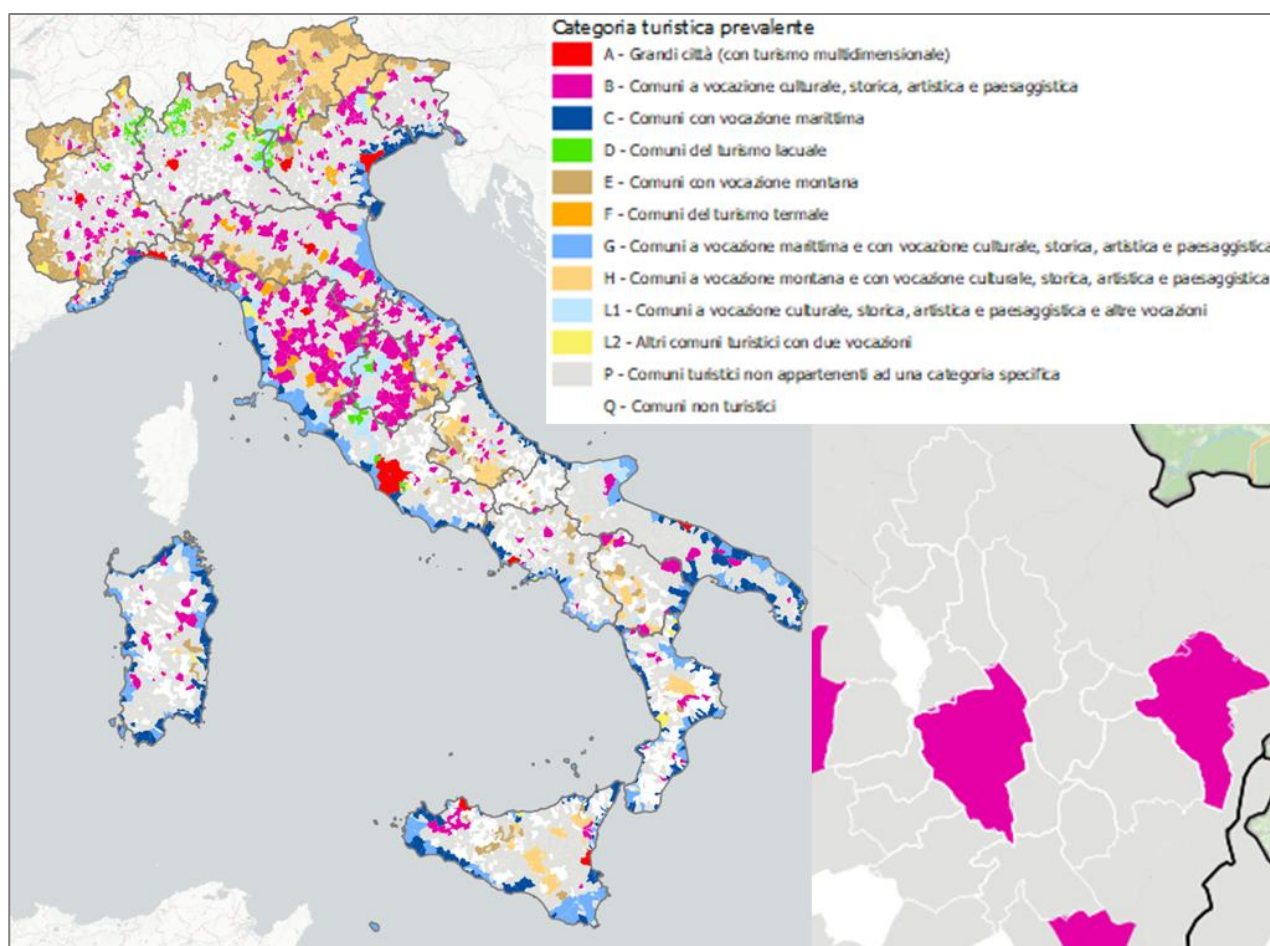 Categoria turistica prevalente
A - Grandi città (con turismo multidimensionale)
B - Comuni a vocazione culturale, storica, artistica e paesaggistica
C - Comuni con vocazione marittima
D - Comuni del turismo lacuale
E - Comuni con vocazione montana
F - Comuni del turismo termale
G - Comuni a vocazione marittima e con vocazione culturale, storica, artistica e paesaggistica
H - Comuni a vocazione montana e con vocazione culturale, storica, artistica e paesaggistica
L1 - Comuni a vocazione culturale, storica, artistica e paesaggistica e altre vocazioni
L2 - Altri comuni turistici con due vocazioni
P - Comuni turistici non appartenenti ad una categoria specifica
Q - Comuni non turistici